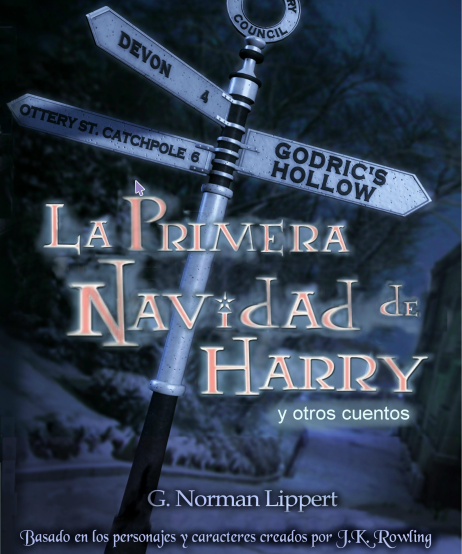 COUNCIL
DEVON
4
OTTERY ST. CATCHPOLE 6
GODRIC'S
HOLLOW
La Primera
Navidad de
Harry
y otros cuentos
G. Norman Lippert
Basado en los personajes y caracteres creados por J.K. Rowling